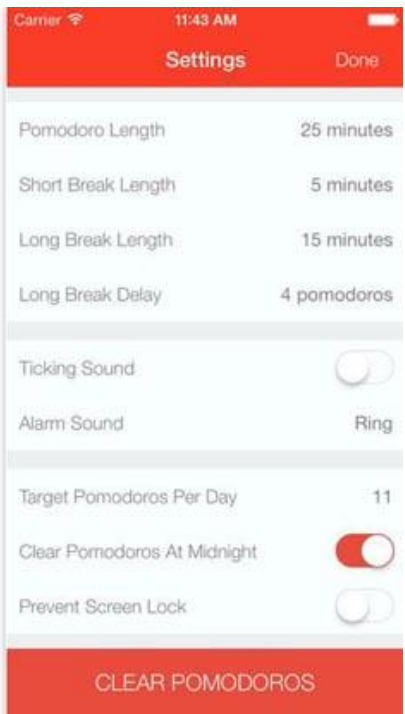 Carrier 11:43 AM
Settings Done
Pomodoro Length 25 minutes
Short Break Length 5 minutes
Long Break Length 15 minutes
Long Break Delay 4 pomodoros
Ticking Sound
Alarm Sound Ring
Target Pomodoros Per Day 11
Clear Pomodoros At Midnight
Prevent Screen Lock
CLEAR POMODOROS